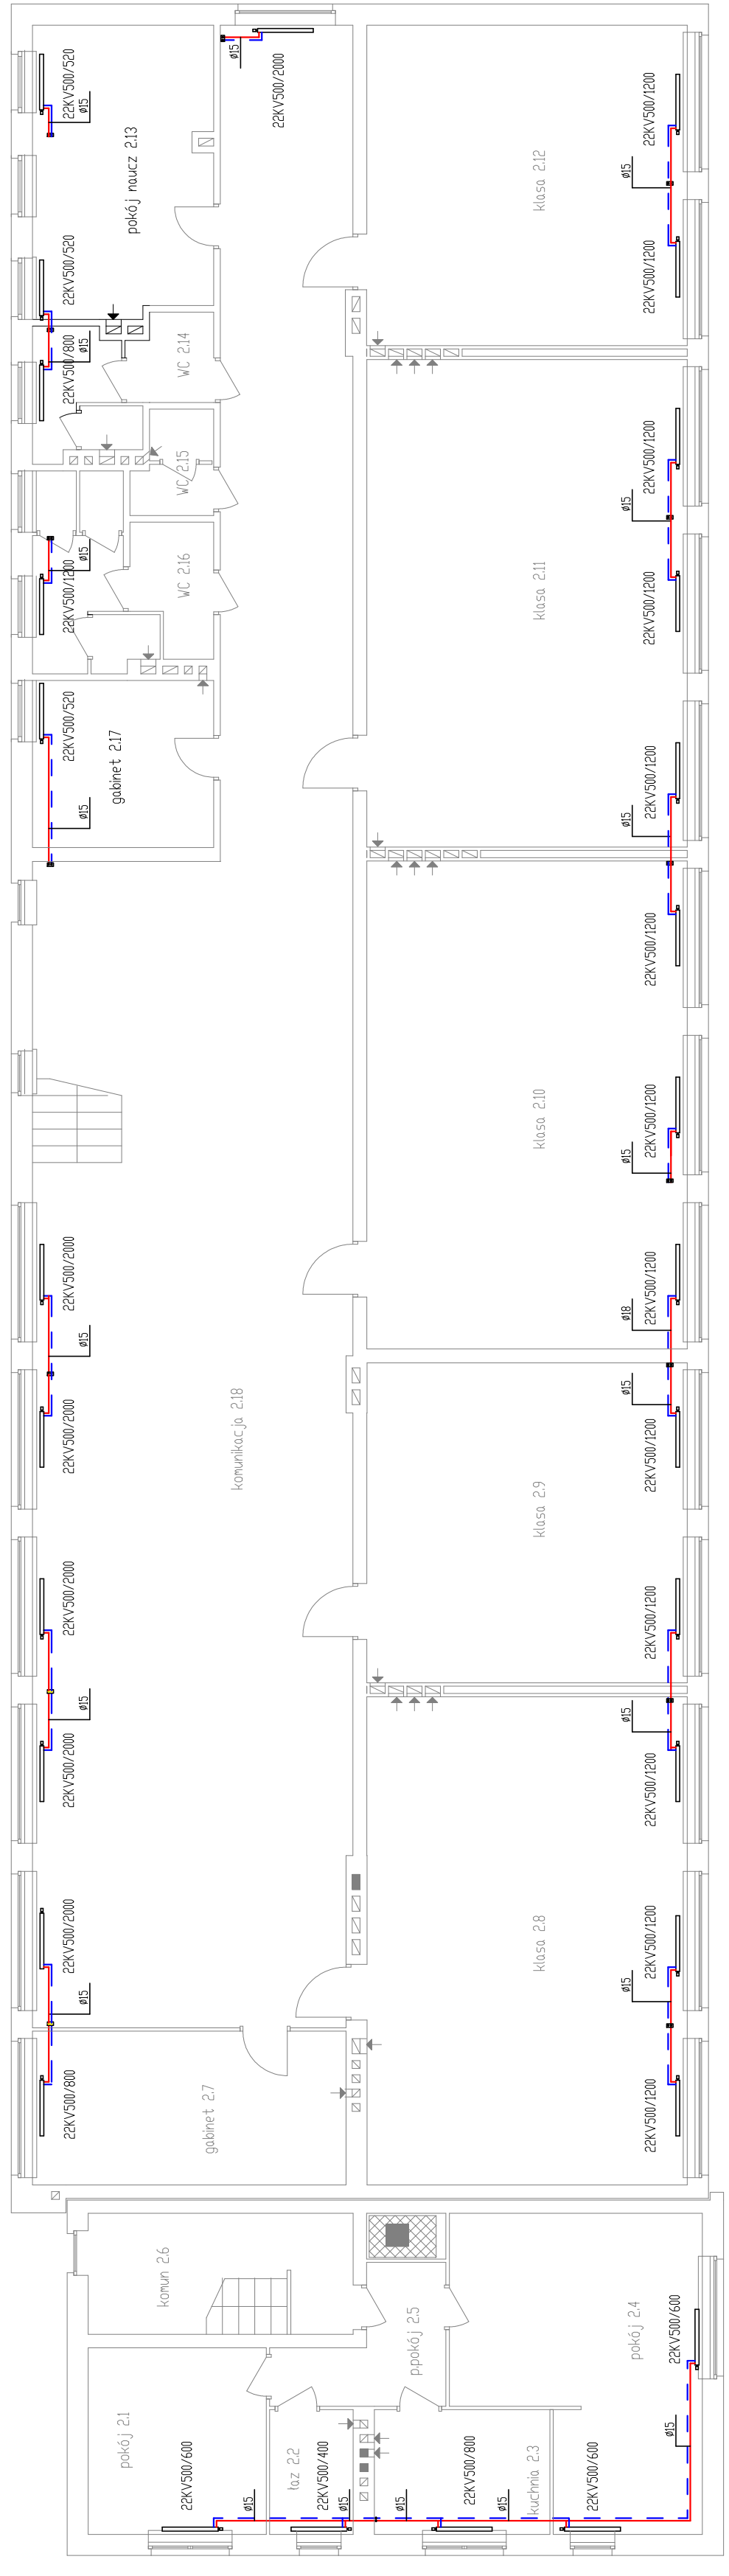 22KV500/520
ø15
22KV500/2000
ø15
pokój naucz 2.13
klasa 2.12
22KV500/1200
ø15
22KV500/1200
22KV500/520
22KV500/800
ø15
WC 2.14
WC 2.15
22KV500/1200
ø15
22KV500/1200
ø15
22KV500/1200
WC 2.16
klasa 2.11
22KV500/520
ø15
gabinet 2.17
22KV500/1200
ø15
22KV500/1200
klasa 2.10
22KV500/1200
ø15
22KV500/2000
ø15
22KV500/2000
komunikacja 2.18
22KV500/1200
ø18
ø15
22KV500/1200
klasa 2.9
22KV500/2000
ø15
22KV500/2000
22KV500/1200
ø15
22KV500/1200
22KV500/2000
ø15
22KV500/800
klasa 2.8
22KV500/1200
ø15
22KV500/1200
gabinet 2.7
komun 2.6
p.pokój 2.5
pokój 2.4
22KV500/600
ø15
pokój 2.1
22KV500/600
ø15
łaz 2.2
22KV500/400
ø15
ø15
22KV500/800
ø15
kuchnia 2.3
22KV500/600